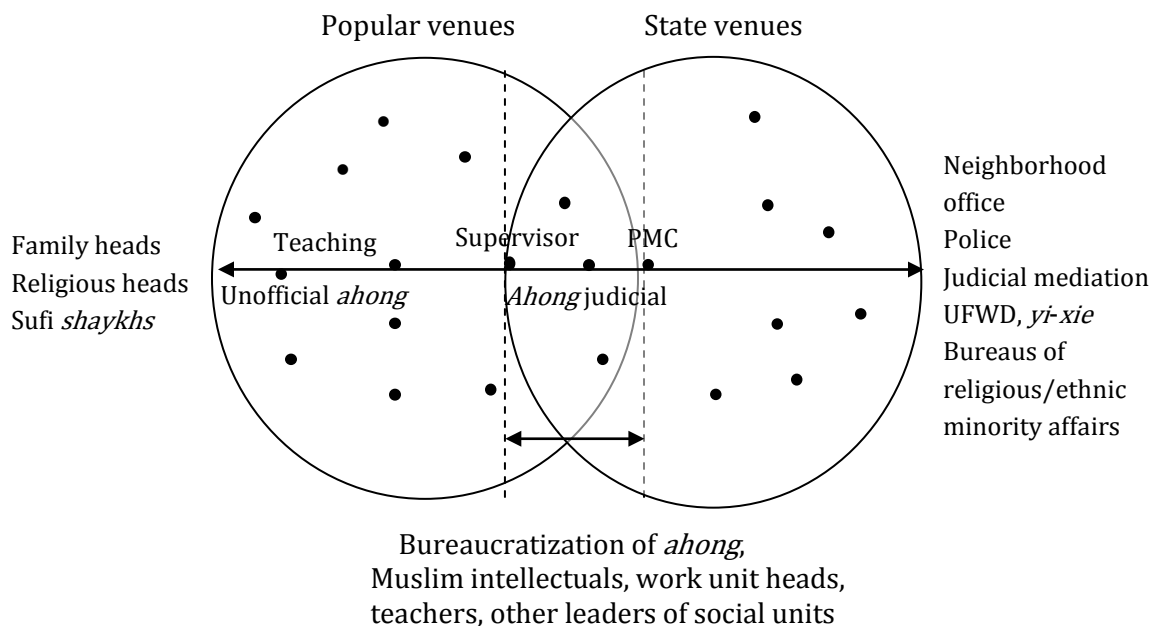 Popular venues
State venues
Family heads
Religious heads
Sufi shaykhs
Teaching
Supervisor
PMC
Unofficial ahong
Ahong judicial
Neighborhood
office
Police
Judicial mediation
UFWD, yi-xie
Bureaus of
religious/ethnic
minority affairs
Bureaucratization of ahong,
Muslim intellectuals, work unit heads,
teachers, other leaders of social units